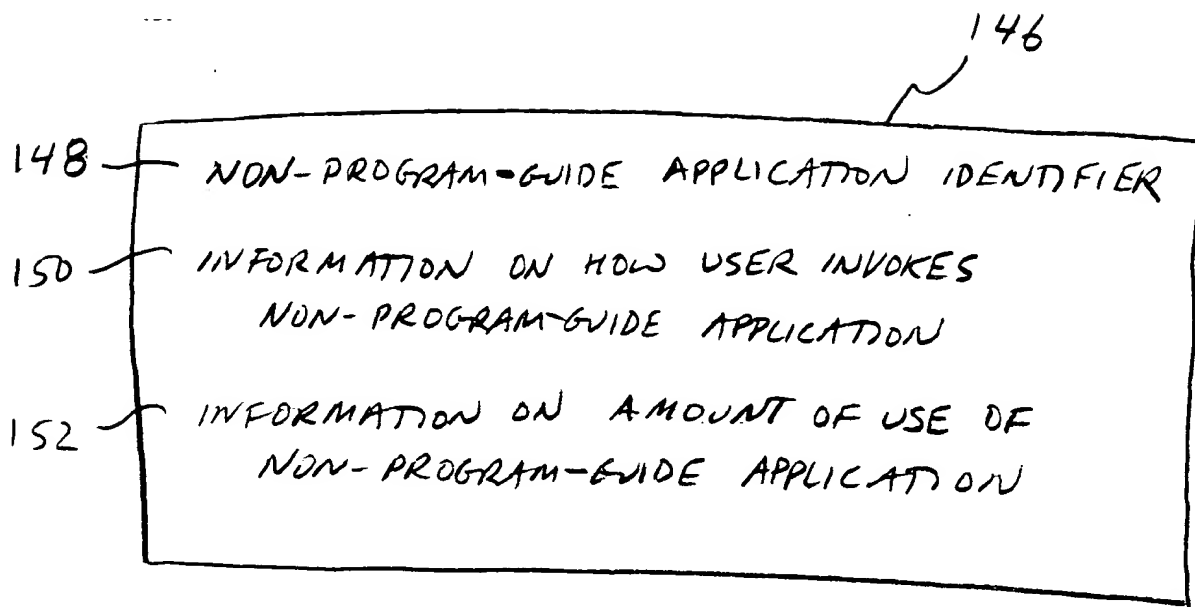 146
148 NON-PROGRAM-GUIDE APPLICATION IDENTIFIER
150 INFORMATION ON HOW USER INVOKES
NON-PROGRAM-GUIDE APPLICATION
152 INFORMATION ON AMOUNT OF USE OF
NON-PROGRAM-GUIDE APPLICATION